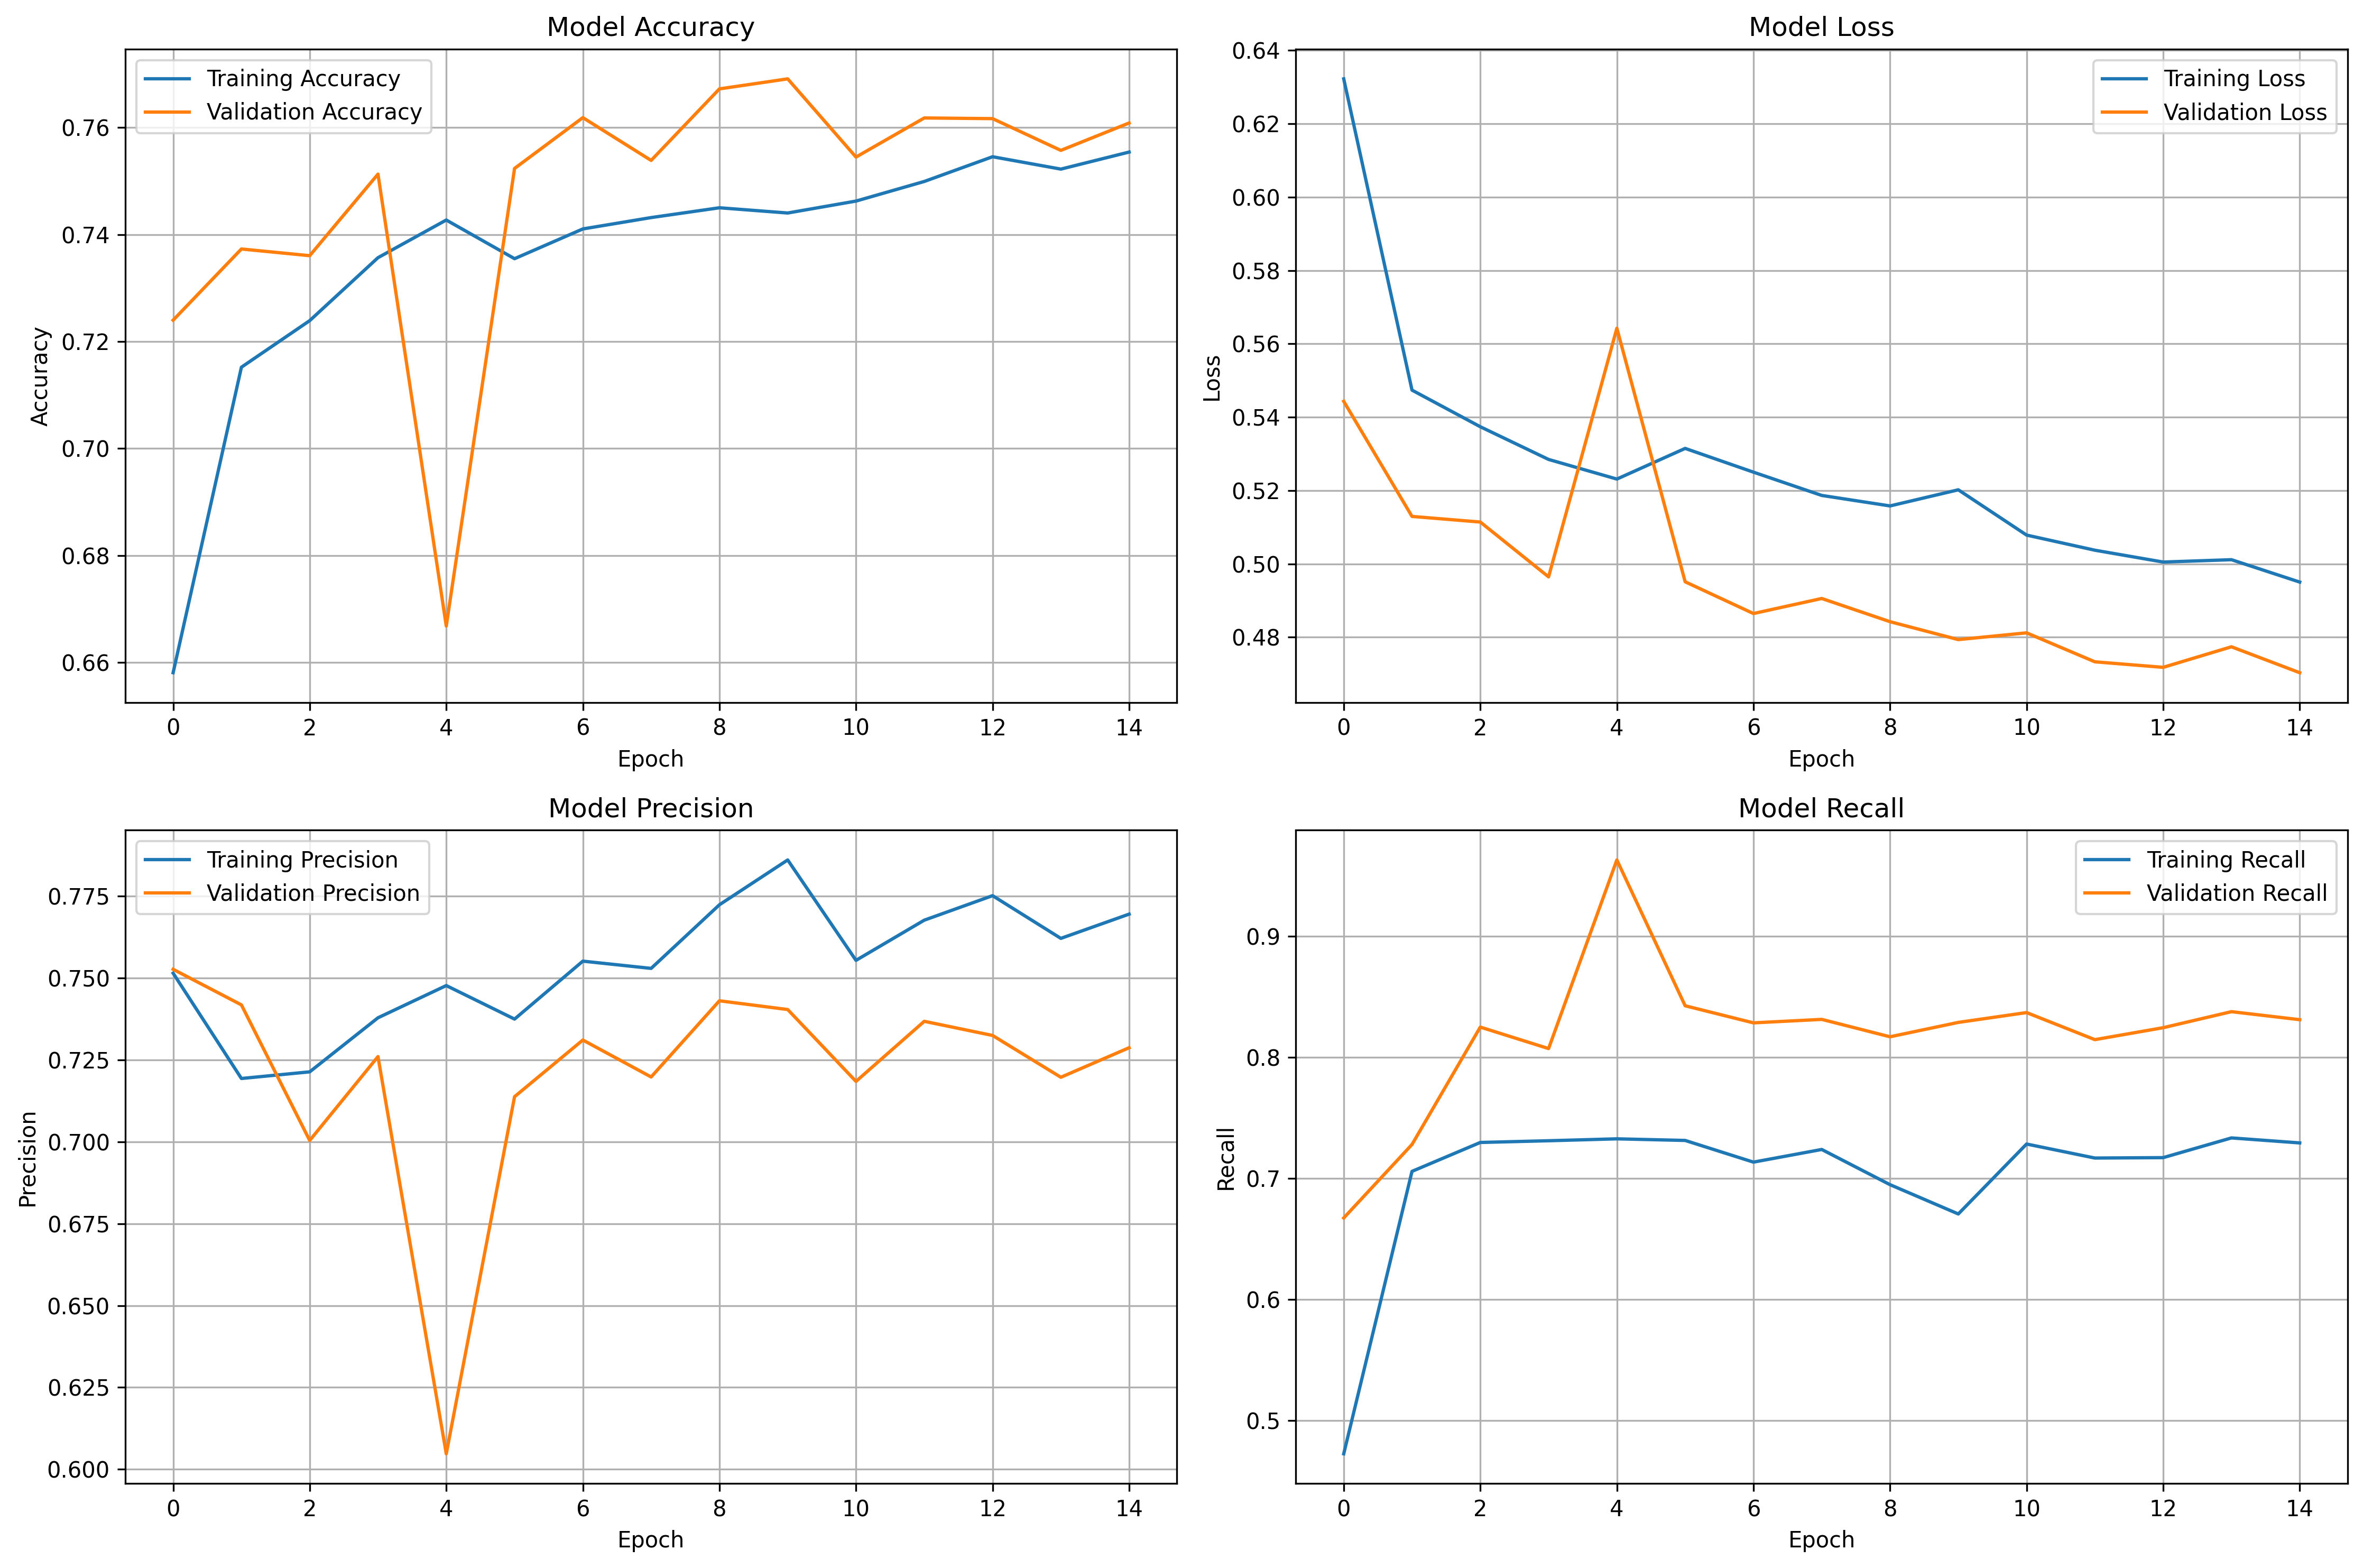 Model Accuracy
Training Accuracy
Validation Accuracy
0.76
0.74
0.72
0.70
0.68
0.66
Accuracy
0 2 4 6 8 10 12 14
Epoch
Model Loss
Training Loss
Validation Loss
0.64
0.62
0.60
0.58
0.56
0.54
0.52
0.50
0.48
Loss
0 2 4 6 8 10 12 14
Epoch
Model Precision
Training Precision
Validation Precision
0.775
0.750
0.725
0.700
0.675
0.650
0.625
0.600
Precision
0 2 4 6 8 10 12 14
Epoch
Model Recall
Training Recall
Validation Recall
0.9
0.8
0.7
0.6
0.5
Recall
0 2 4 6 8 10 12 14
Epoch